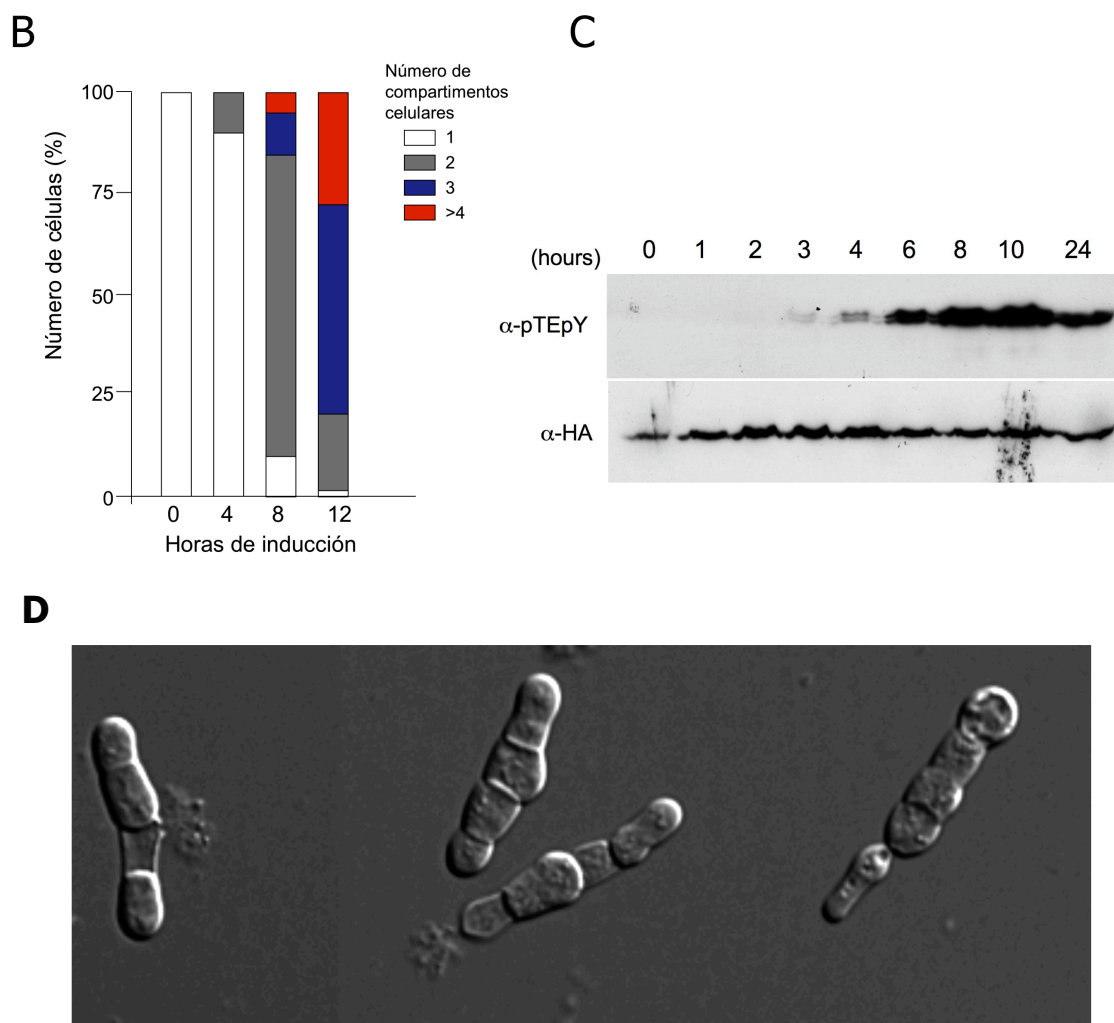 B
Número de células (%)
100
75
50
25
0
0 4 8 12
Horas de inducción
Número de
compartimentos
celulares
1
2
3
>4
C
(hours) 0 1 2 3 4 6 8 10 24
α-pTEpY
α-HA
D